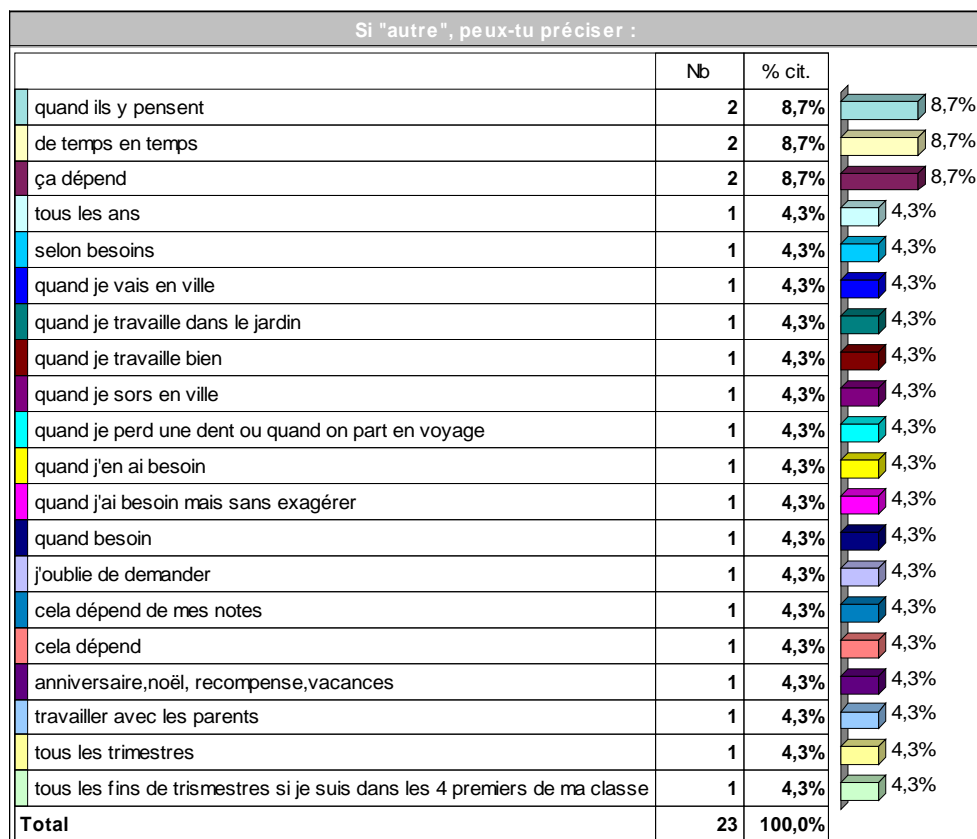 Si "autre", peux-tu préciser :
Nb % cit.
quand ils y pensent 2 8,7% 8,7%
de temps en temps 2 8,7% 8,7%
ça dépend 2 8,7% 8,7%
tous les ans 1 4,3% 4,3%
selon besoins 1 4,3% 4,3%
quand je vais en ville 1 4,3% 4,3%
quand je travaille dans le jardin 1 4,3% 4,3%
quand je travaille bien 1 4,3% 4,3%
quand je sors en ville 1 4,3% 4,3%
quand je perd une dent ou quand on part en voyage 1 4,3% 4,3%
quand j'en ai besoin 1 4,3% 4,3%
quand j'ai besoin mais sans exagérer 1 4,3% 4,3%
quand besoin 1 4,3% 4,3%
j'oublie de demander 1 4,3% 4,3%
cela dépend de mes notes 1 4,3% 4,3%
cela dépend 1 4,3% 4,3%
anniversaire,noël, recompense,vacances 1 4,3% 4,3%
travailler avec les parents 1 4,3% 4,3%
tous les trimestres 1 4,3% 4,3%
tous les fins de trismestres si je suis dans les 4 premiers de ma classe 1 4,3% 4,3%
Total 23 100,0%